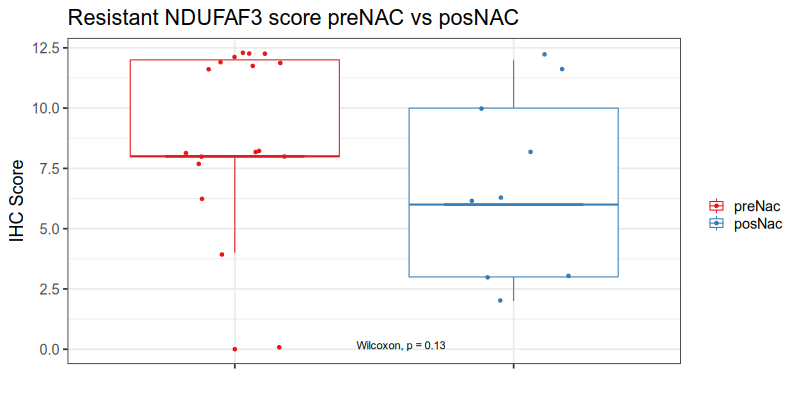 Resistant NDUFAF3 score preNAC vs posNAC
IHC Score
12.5
10.0
7.5
5.0
2.5
0.0
Wilcoxon, p = 0.13
preNac
posNac